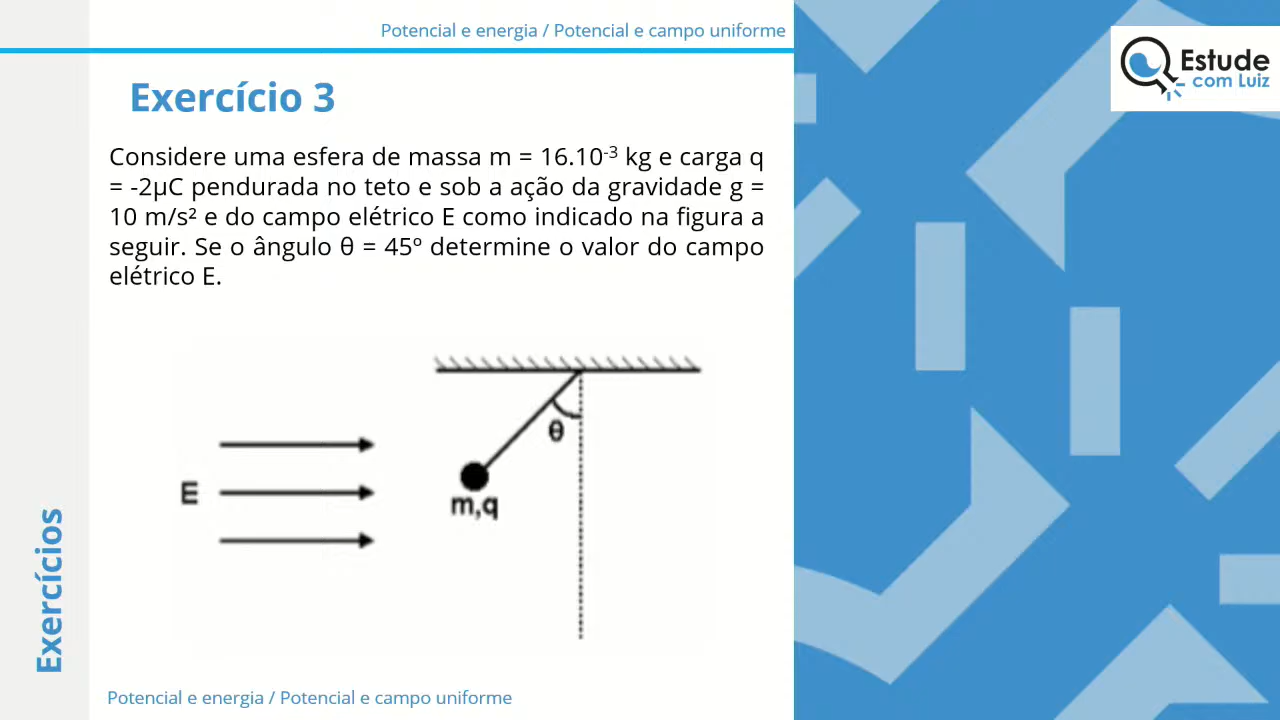 Potencial e energia / Potencial e campo uniforme
Estude
com Luiz
Exercício 3
Considere uma esfera de massa m = 16.10⁻³ kg e carga q
= -2μC pendurada no teto e sob a ação da gravidade g =
10 m/s² e do campo elétrico E como indicado na figura a
seguir. Se o ângulo θ = 45º determine o valor do campo
elétrico E.
θ
E
m,q
Exercícios
Potencial e energia / Potencial e campo uniforme